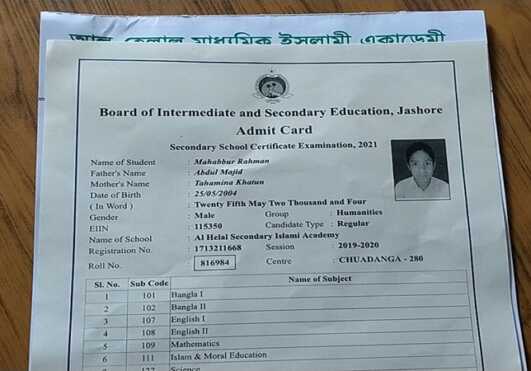 আল হেলাল মাধ্যমিক ইসলামী একাডেমী
Board of Intermediate and Secondary Education, Jashore
Admit Card
Secondary School Certificate Examination, 2021
Name of Student : Mahabbur Rahman
Father's Name : Abdul Majid
Mother's Name : Tahamina Khatun
Date of Birth : 25/05/2004
( In Word ) : Twenty Fifth May Two Thousand and Four
Gender : Male Group : Humanities
EIIN : 115350 Candidate Type : Regular
Name of School : Al Helal Secondary Islami Academy
Registration No. : 1713211668 Session 2019-2020
Roll No. 816984 Centre : CHUADANGA - 280
Sl. No. Sub Code Name of Subject
1 101 Bangla I
2 102 Bangla II
3 107 English I
4 108 English II
5 109 Mathematics
6 111 Islam & Moral Education
127 Science